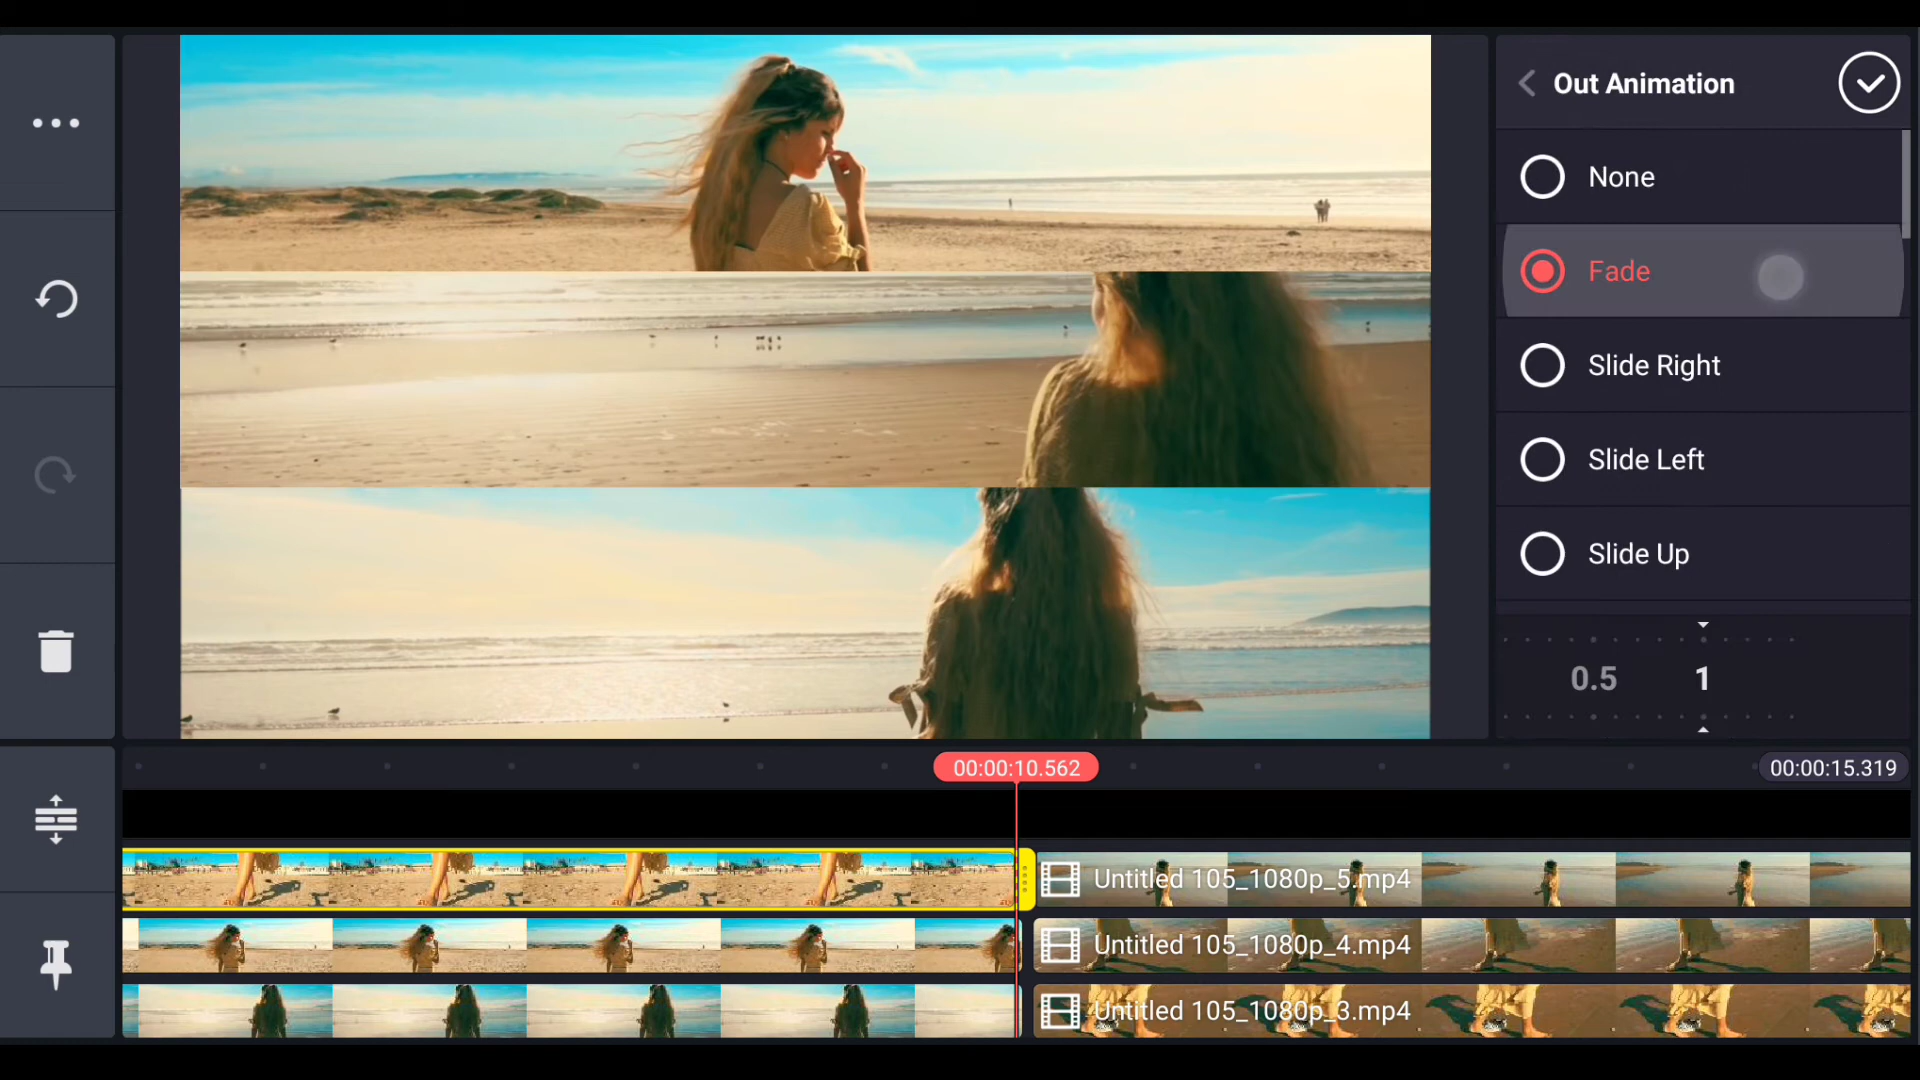 Out Animation
None
Fade
Slide Right
Slide Left
Slide Up
0.5 1
00:00:10.562
00:00:15.319
Untitled 105_1080p_5.mp4
Untitled 105_1080p_4.mp4
Untitled 105_1080p_3.mp4